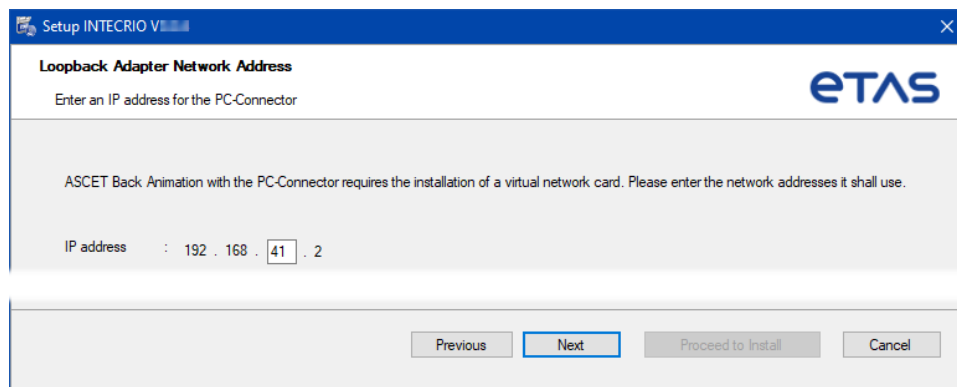 Setup INTECRIO V
Loopback Adapter Network Address
Enter an IP address for the PC-Connector
ETAS
ASCET Back Animation with the PC-Connector requires the installation of a virtual network card. Please enter the network addresses it shall use.
IP address : 192 . 168 . 41 . 2
Previous Next Proceed to Install Cancel